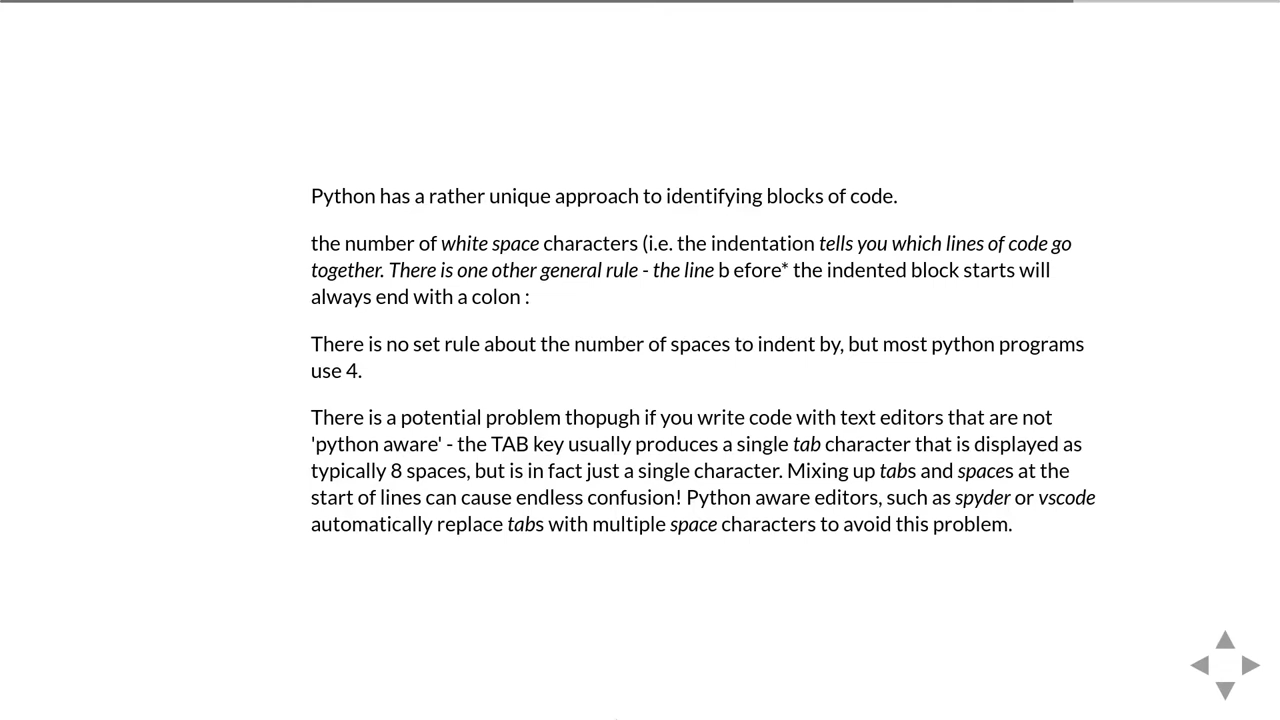 Python has a rather unique approach to identifying blocks of code.
the number of white space characters (i.e. the indentation tells you which lines of code go
together. There is one other general rule - the line b efore* the indented block starts will
always end with a colon :
There is no set rule about the number of spaces to indent by, but most python programs
use 4.
There is a potential problem thopugh if you write code with text editors that are not
'python aware' - the TAB key usually produces a single tab character that is displayed as
typically 8 spaces, but is in fact just a single character. Mixing up tabs and spaces at the
start of lines can cause endless confusion! Python aware editors, such as spyder or vscode
automatically replace tabs with multiple space characters to avoid this problem.